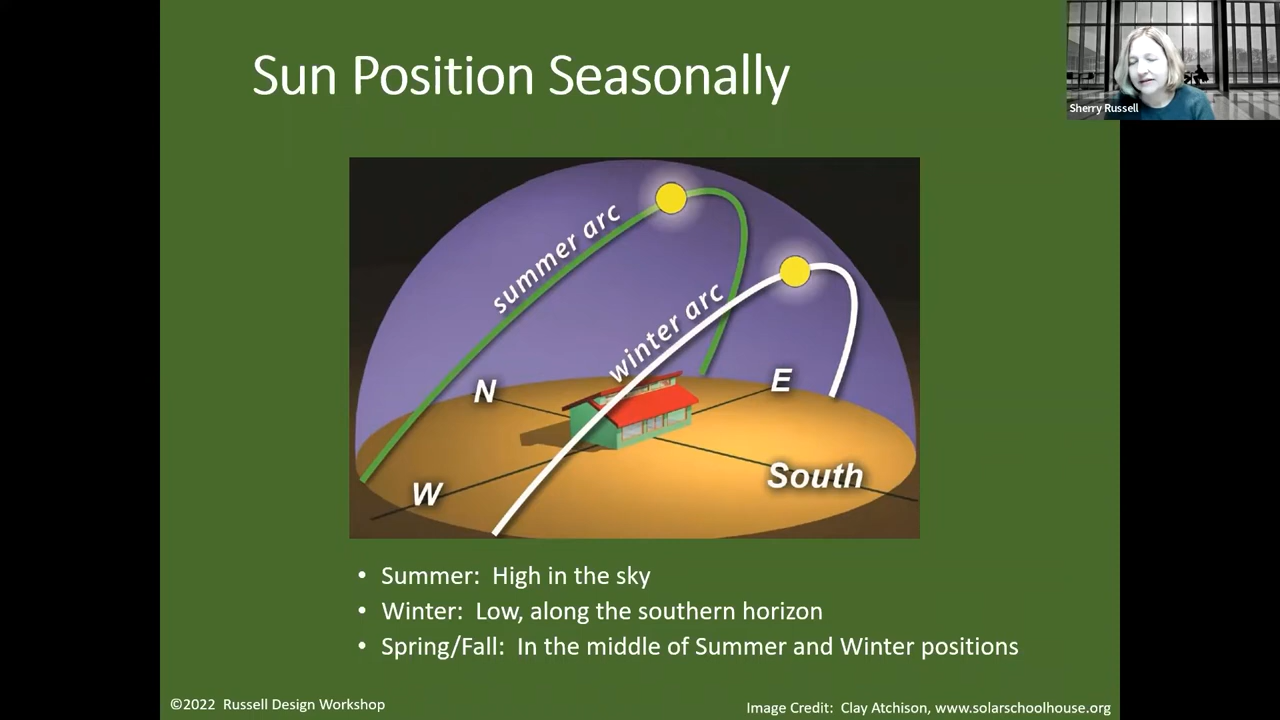 Sun Position Seasonally
Sherry Russell
summer arc
winter arc
N
E
W
South
• Summer:  High in the sky
• Winter:  Low, along the southern horizon
• Spring/Fall:  In the middle of Summer and Winter positions
©2022  Russell Design Workshop
Image Credit:  Clay Atchison, www.solarschoolhouse.org